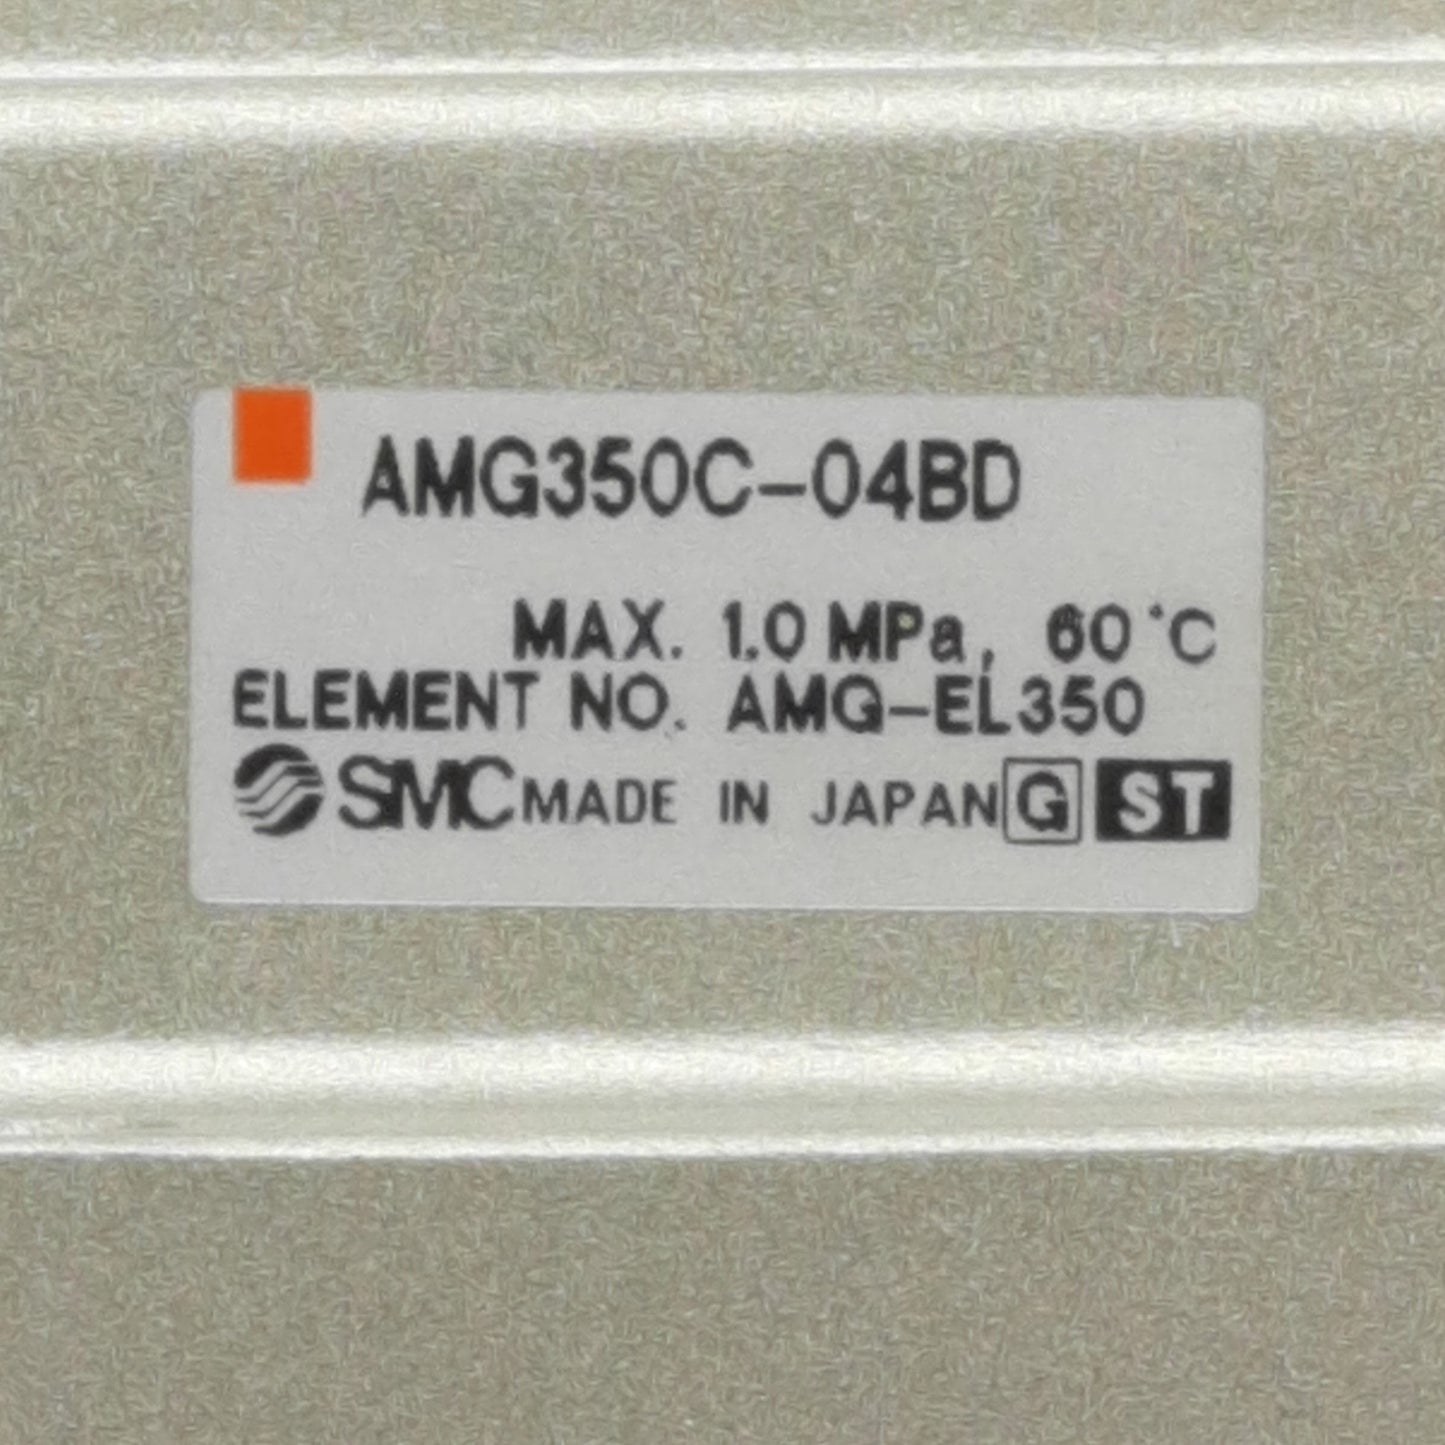 AMG350C-04BD
MAX. 1.0 MPa, 60 °C
ELEMENT NO. AMG-EL350
SMC MADE IN JAPAN G ST